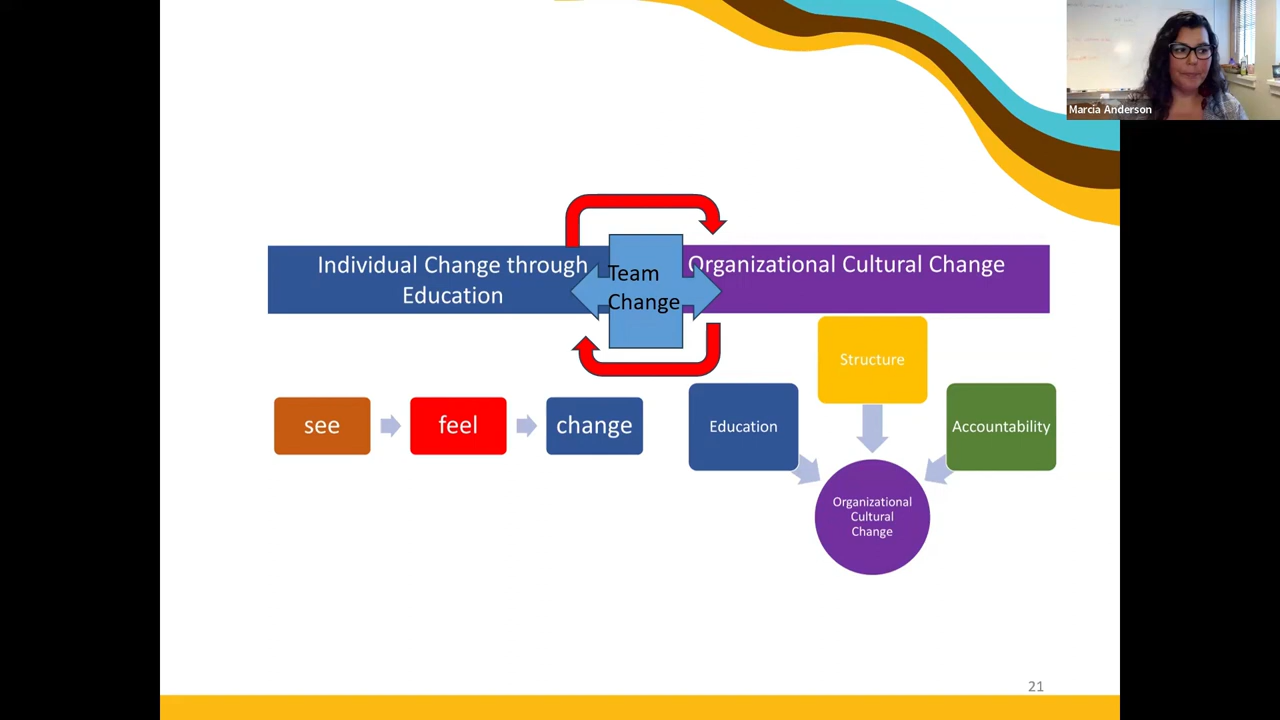 Marcia Anderson
Individual Change through
Education
Team
Change
Organizational Cultural Change
see
feel
change
Structure
Education
Accountability
Organizational
Cultural
Change
21